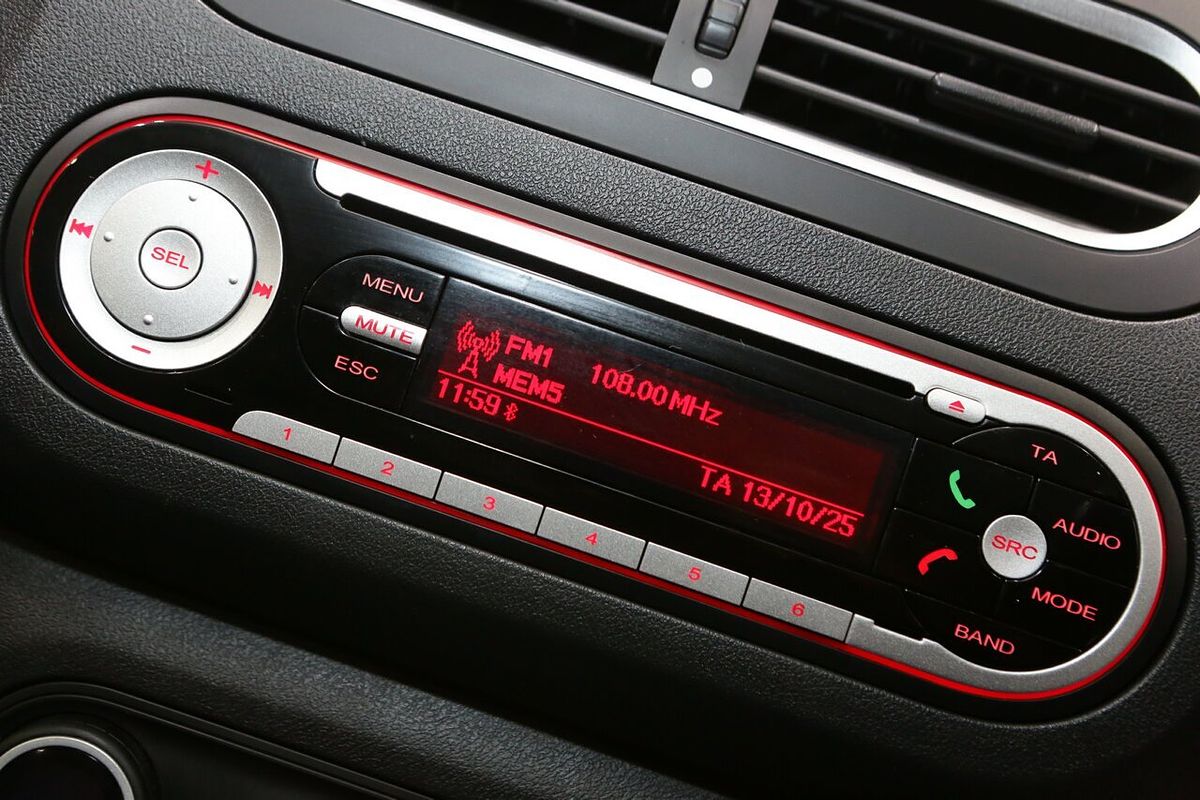 SEL
MENU
MUTE
ESC
FM1 108.00 MHz
MEM5
11:59
TA 13/10/25
1 2 3 4 5 6
TA
AUDIO
SRC
MODE
BAND